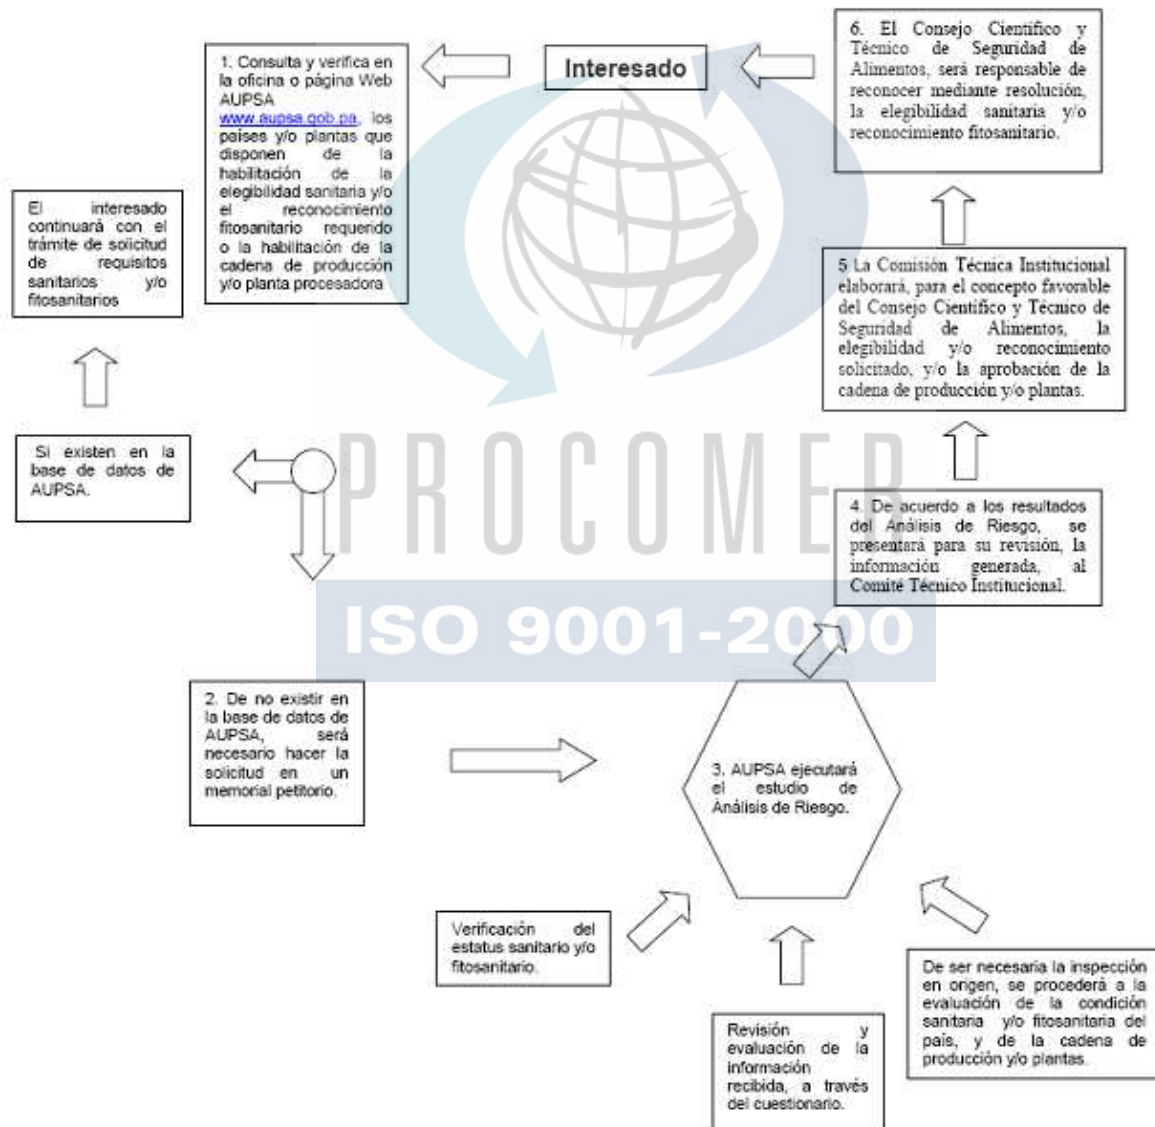 Interesado
1. Consulta y verifica en
la oficina o página Web
AUPSA
www.aupsa.gob.pa, los
países y/o plantas que
disponen de la
habilitación de la
elegibilidad sanitaria y/o
el reconocimiento
fitosanitario requerido
o la habilitación de la
cadena de producción
y/o planta procesadora
El interesado
continuará con el
trámite de solicitud
de requisitos
sanitarios y/o
fitosanitarios
Si existen en la
base de datos de
AUPSA.
2. De no existir en
la base de datos de
AUPSA, será
necesario hacer la
solicitud en un
memorial petitorio.
3. AUPSA ejecutará
el estudio de
Análisis de Riesgo.
Verificación del
estatus sanitario y/o
fitosanitario.
Revisión y
evaluación de la
información
recibida, a través
del cuestionario.
De ser necesaria la inspección
en origen, se procederá a la
evaluación de la condición
sanitaria y/o fitosanitaria del
país, y de la cadena de
producción y/o plantas.
4. De acuerdo a los resultados
del Análisis de Riesgo, se
presentará para su revisión, la
información generada, al
Comité Técnico Institucional.
5 La Comisión Técnica Institucional
elaborará, para el concepto favorable
del Consejo Científico y Técnico de
Seguridad de Alimentos, la
elegibilidad y/o reconocimiento
solicitado, y/o la aprobación de la
cadena de producción y/o plantas.
6. El Consejo Científico y
Técnico de Seguridad de
Alimentos, será responsable de
reconocer mediante resolución,
la elegibilidad sanitaria y/o
reconocimiento fitosanitario.
PROCOMER
ISO 9001-2000